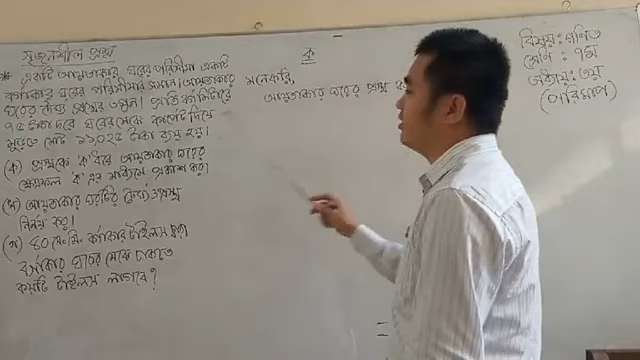 সৃজনশীল প্রশ্ন
* একটি আয়তাকার ঘরের পরিসীমা একটি
বর্গাকার ঘরের পরিসীমার সমান। আয়তাকার
ঘরের দৈর্ঘ্য প্রস্থের ৩গুন। প্রতি বর্গমিটারে
৭৫ টাকা দরে ঘরের মেঝে কার্পেট দিয়ে
মুড়তে মোট ১১,০২৫ টাকা ব্যয় হয়।
(ক) প্রস্থকে ক ধরে আয়তাকার ঘরের
ক্ষেত্রফল ক এর মাধ্যমে প্রকাশ কর।
(খ) আয়তাকার ঘরটির দৈর্ঘ্য ও প্রস্থ
নির্ণয় কর।
(গ) ৪০ সে:মি: বর্গাকার টাইলস দ্বারা
বর্গাকার ঘরের মেঝে ঢাকতে
কয়টি টাইলস লাগবে?
ক
মনেকরি,
আয়তাকার ঘরের প্রস্থ
বিষয়: গণিত
শ্রেণি: ৭ম
অধ্যায়: ৩য়
(পরিমাপ)